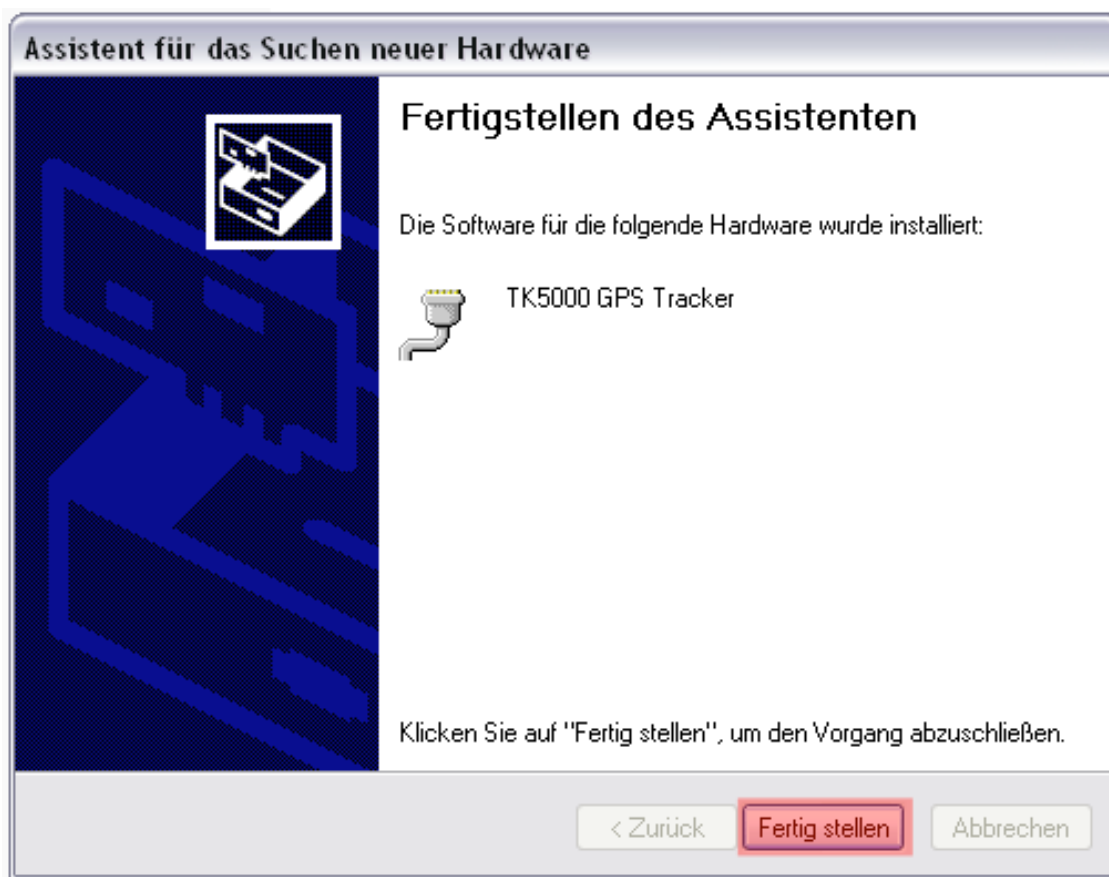 Assistent für das Suchen neuer Hardware
Fertigstellen des Assistenten
Die Software für die folgende Hardware wurde installiert:
TK5000 GPS Tracker
Klicken Sie auf "Fertig stellen", um den Vorgang abzuschließen.
< Zurück Fertig stellen Abbrechen